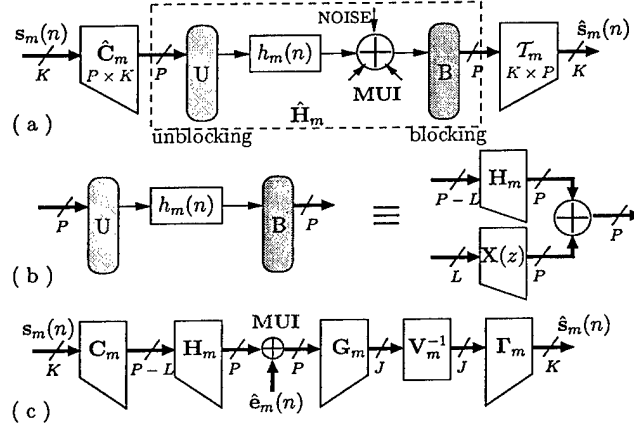 NOISE
s_m(n) Ĉ_m P × K U h_m(n) B 𝒯_m K × P ŝ_m(n)
K P MUI P K
Ĥ_m
( a ) unblocking blocking
P U h_m(n) B P ≡ P − L H_m P
L X(z) P P
( b )
MUI
s_m(n) C_m H_m G_m V_m^{-1} Γ_m ŝ_m(n)
K P − L P P J J K
ê_m(n)
( c )